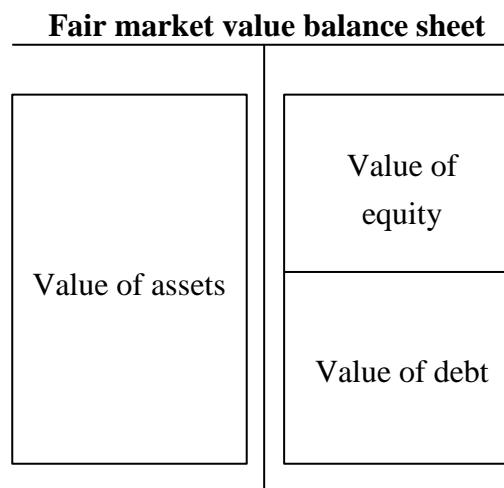 Fair market value balance sheet
Value of assets
Value of
equity
Value of debt